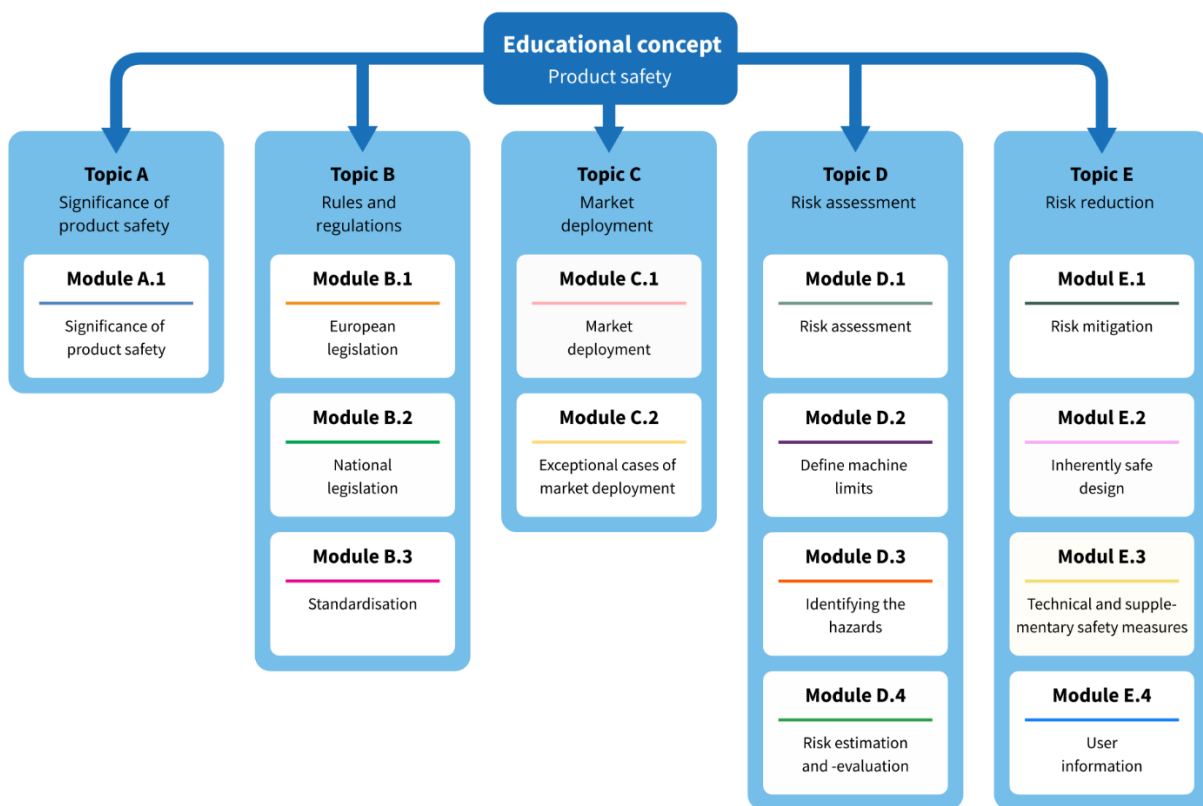 Educational concept
Product safety
Topic A
Significance of
product safety
Module A.1
Significance of
product safety
Topic B
Rules and
regulations
Module B.1
European
legislation
Module B.2
National
legislation
Module B.3
Standardisation
Topic C
Market
deployment
Module C.1
Market
deployment
Module C.2
Exceptional cases of
market deployment
Topic D
Risk assessment
Module D.1
Risk assessment
Module D.2
Define machine
limits
Module D.3
Identifying the
hazards
Module D.4
Risk estimation
and -evaluation
Topic E
Risk reduction
Modul E.1
Risk mitigation
Modul E.2
Inherently safe
design
Modul E.3
Technical and supple-
mentary safety measures
Module E.4
User
information